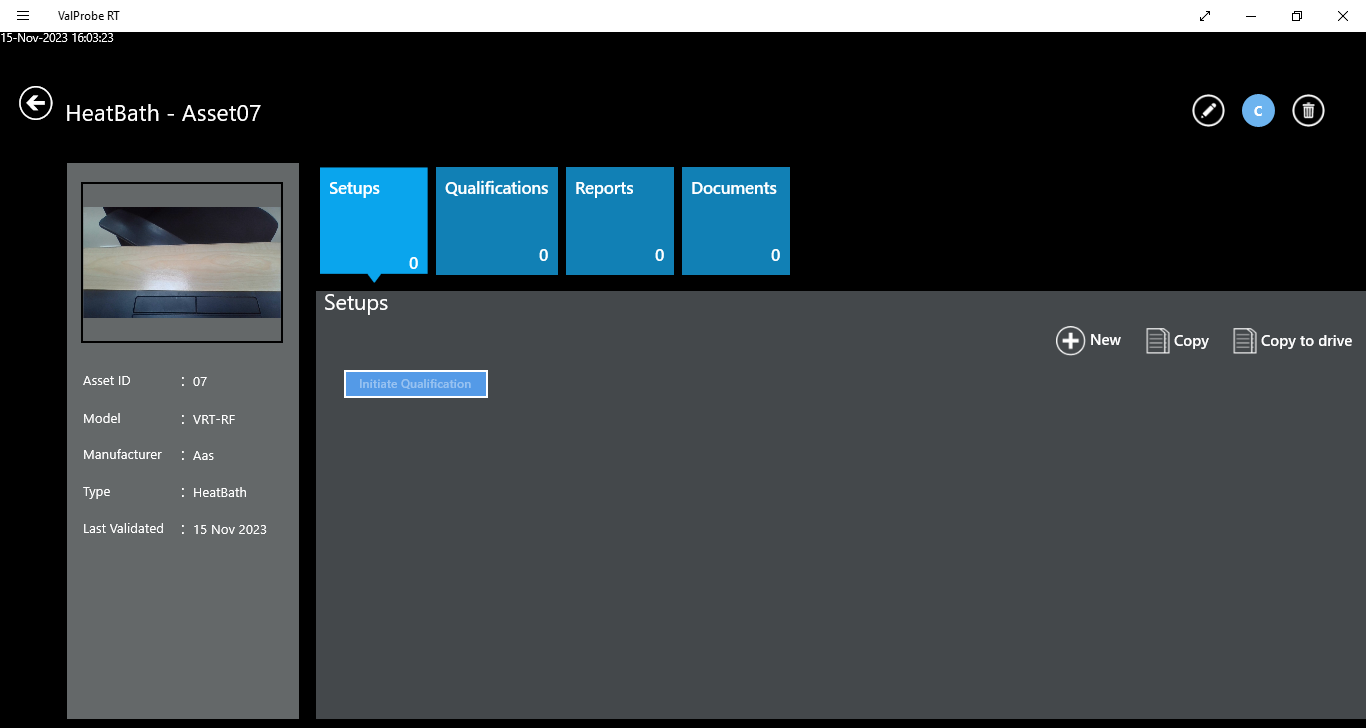 ValProbe RT
15-Nov-2023 16:03:23
HeatBath - Asset07
C
Setups
0
Qualifications
0
Reports
0
Documents
0
Asset ID : 07
Model : VRT-RF
Manufacturer : Aas
Type : HeatBath
Last Validated : 15 Nov 2023
Setups
New
Copy
Copy to drive
Initiate Qualification